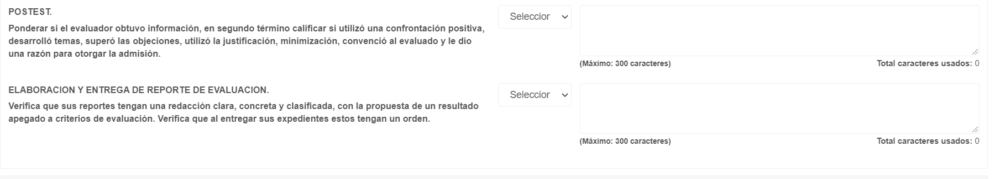 POSTEST.
Ponderar si el evaluador obtuvo información, en segundo término calificar si utilizó una confrontación positiva,
desarrolló temas, superó las objeciones, utilizó la justificación, minimización, convenció al evaluado y le dio
una razón para otorgar la admisión.
Seleccior
(Máximo: 300 caracteres)
Total caracteres usados: 0
ELABORACION Y ENTREGA DE REPORTE DE EVALUACION.
Verifica que sus reportes tengan una redacción clara, concreta y clasificada, con la propuesta de un resultado
apegado a criterios de evaluación. Verifica que al entregar sus expedientes estos tengan un orden.
Seleccior
(Máximo: 300 caracteres)
Total caracteres usados: 0